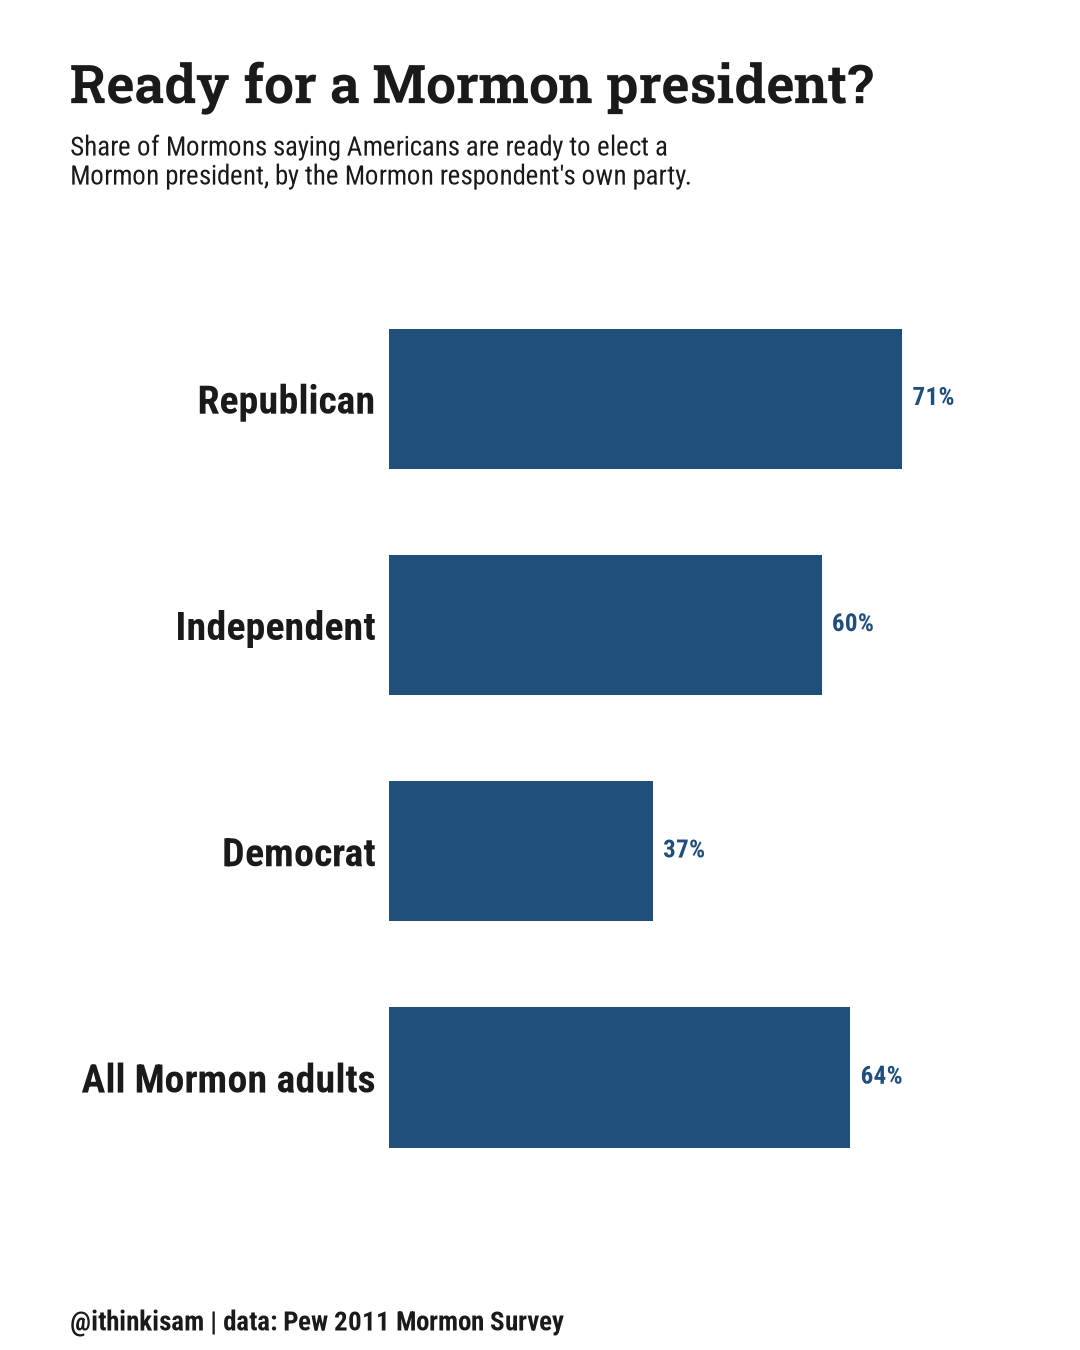 Ready for a Mormon president?
Share of Mormons saying Americans are ready to elect a
Mormon president, by the Mormon respondent's own party.
Republican 71%
Independent 60%
Democrat 37%
All Mormon adults 64%
@ithinkisam | data: Pew 2011 Mormon Survey